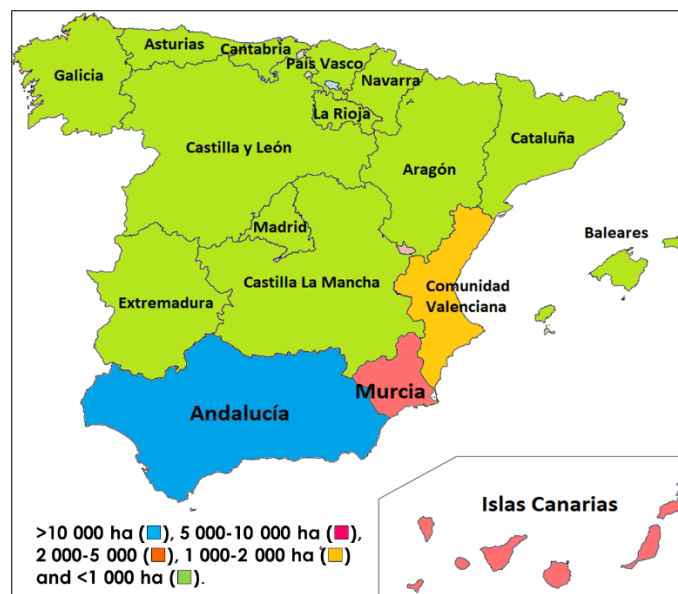 Asturias
Cantabria
País Vasco
Galicia
Navarra
La Rioja
Cataluña
Castilla y León
Aragón
Madrid
Baleares
Castilla La Mancha
Comunidad
Valenciana
Extremadura
Murcia
Andalucía
Islas Canarias
>10 000 ha (), 5 000-10 000 ha (),
2 000-5 000 (), 1 000-2 000 ha ()
and <1 000 ha ().